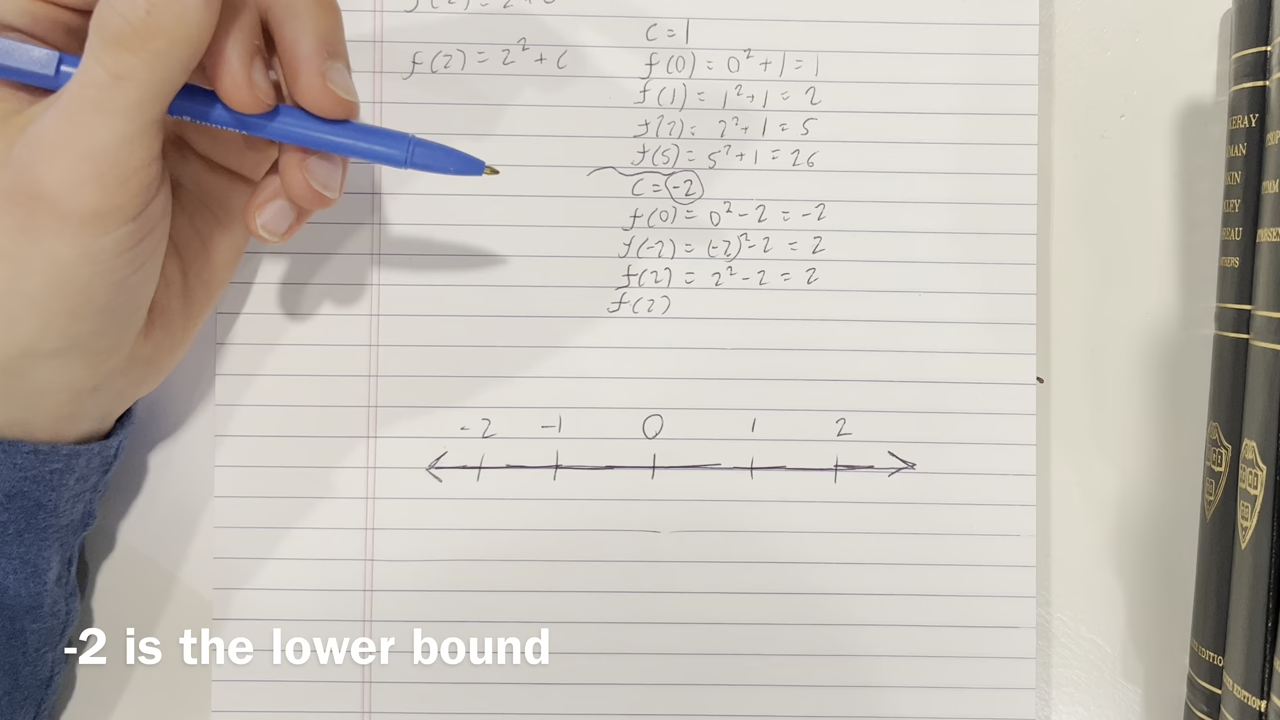 f(z) = z² + c
c = 1
f(0) = 0² + 1 = 1
f(1) = 1² + 1 = 2
f(2) = 2² + 1 = 5
f(5) = 5² + 1 = 26
c = -2
f(0) = 0² - 2 = -2
f(-2) = (-2)² - 2 = 2
f(2) = 2² - 2 = 2
f(2)
-2 -1 0 1 2
-2 is the lower bound